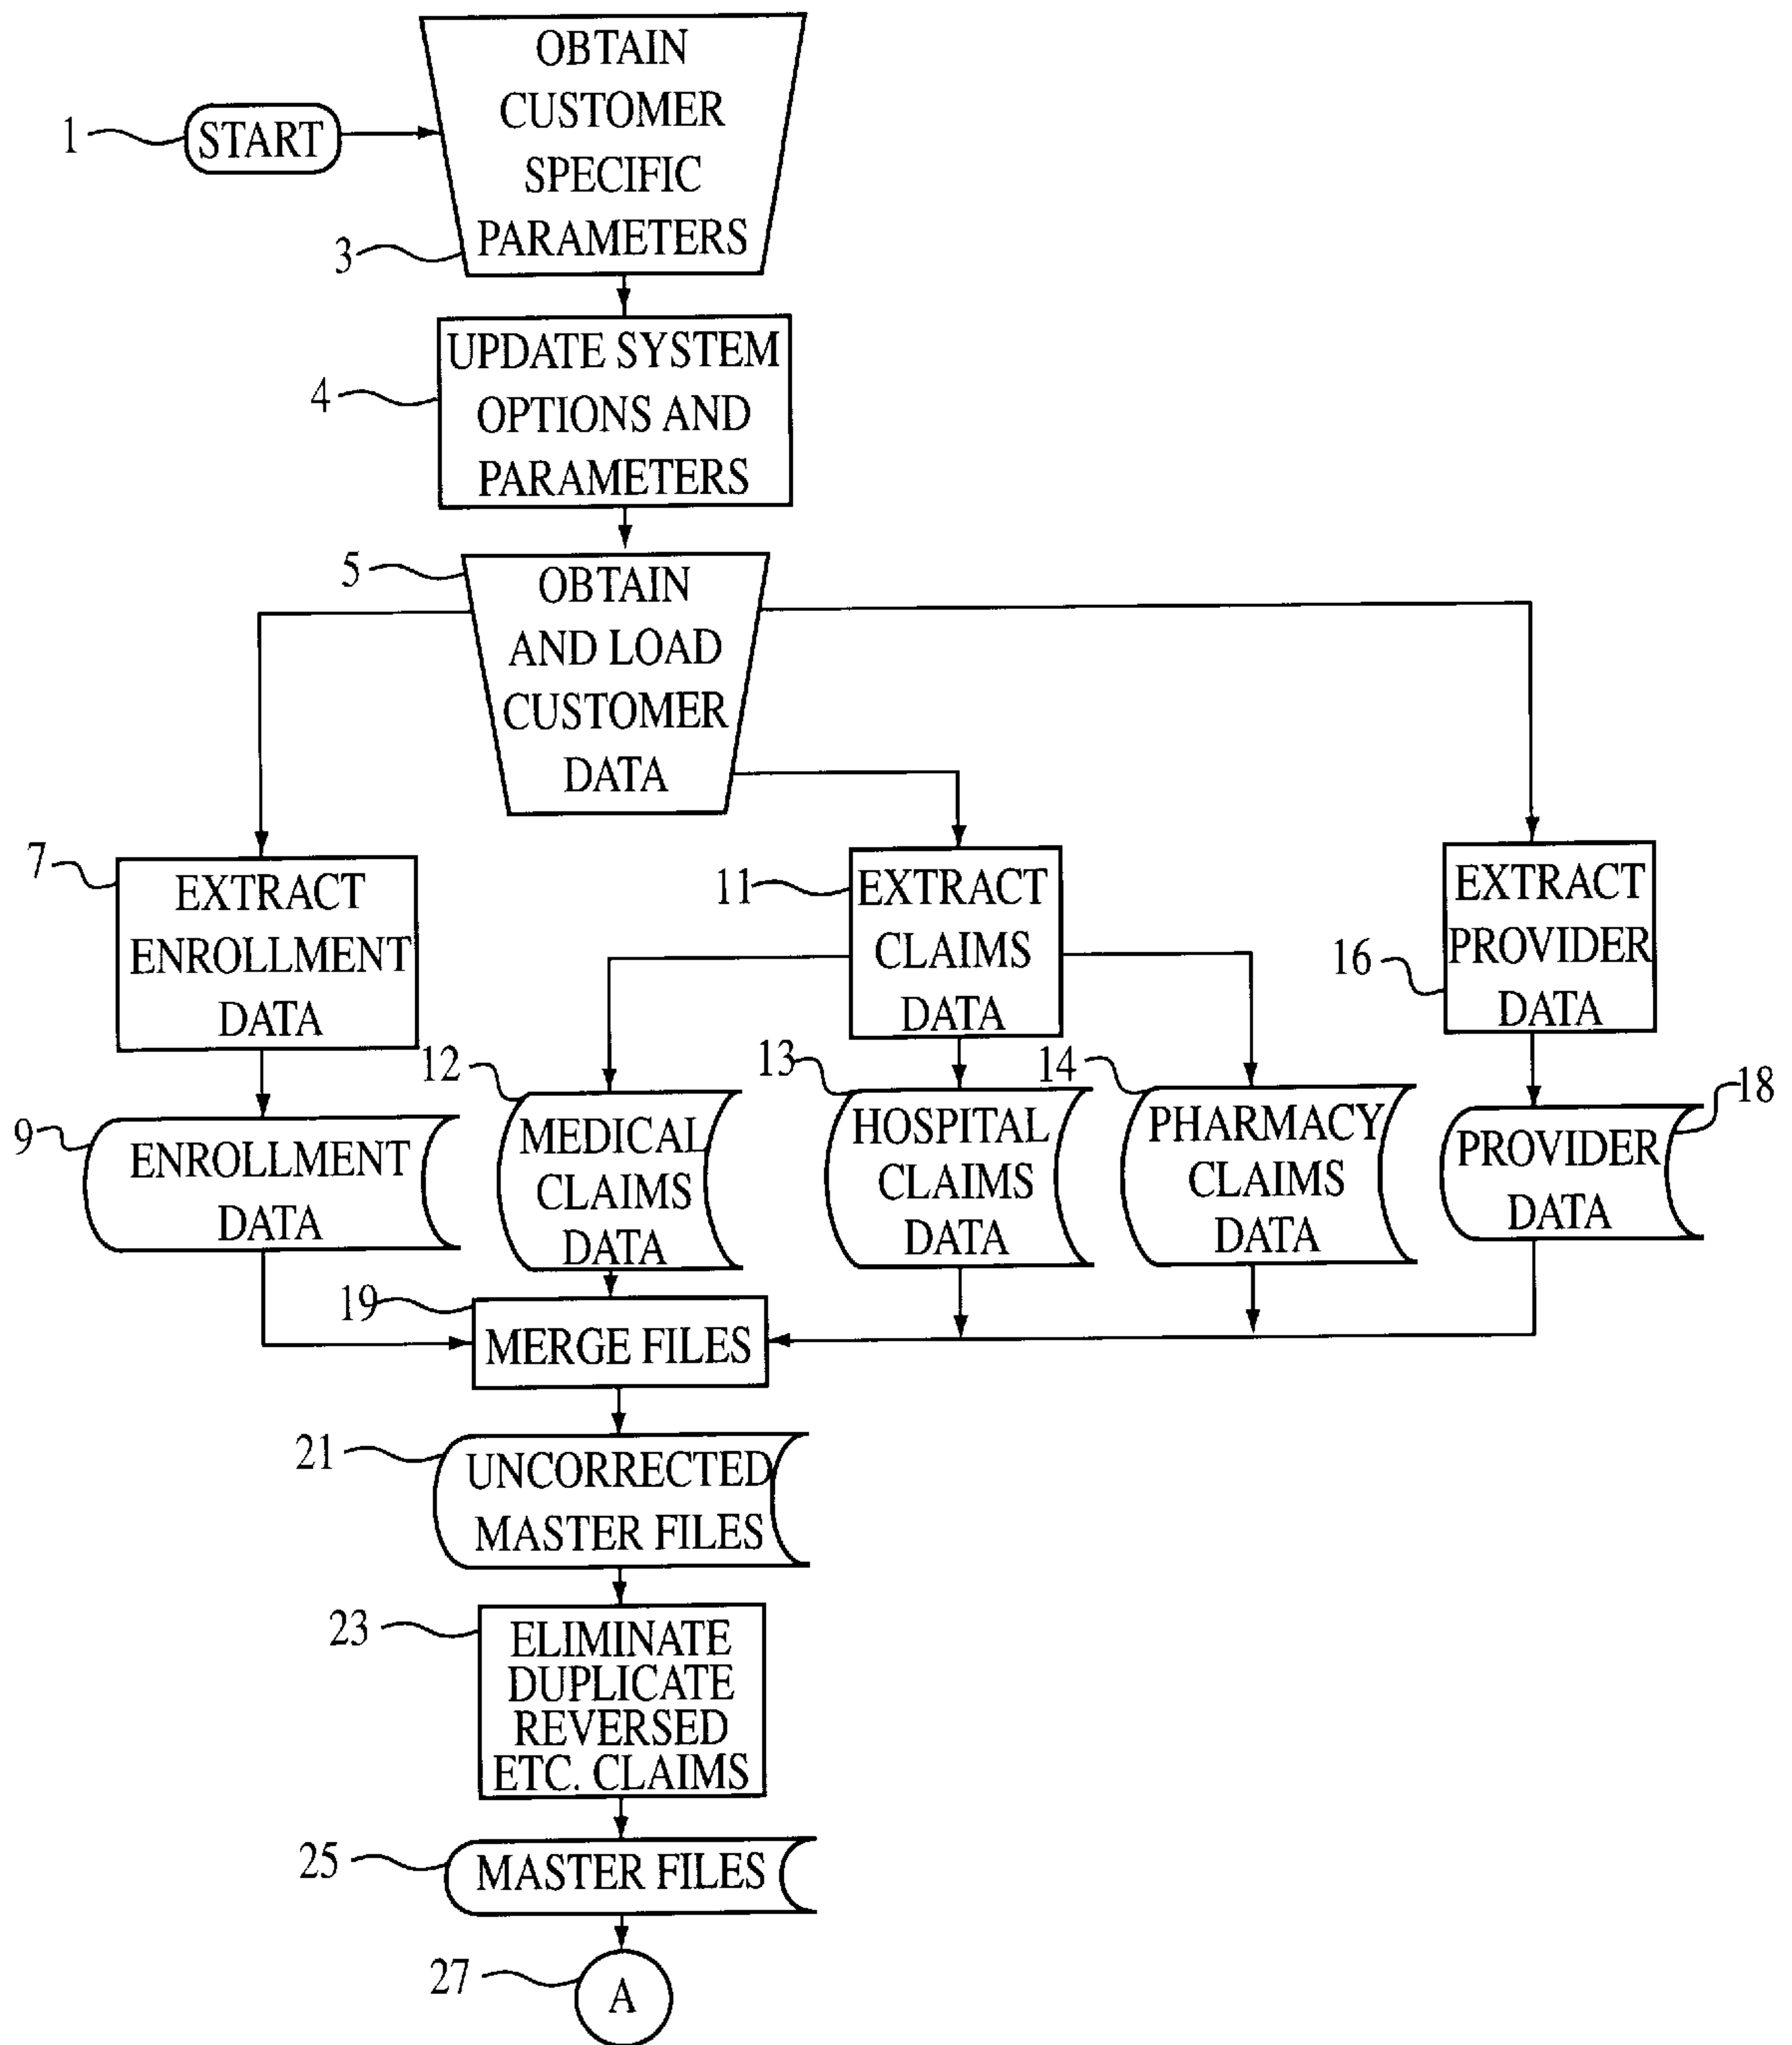 OBTAIN
CUSTOMER
SPECIFIC
PARAMETERS
1
START
3
UPDATE SYSTEM
OPTIONS AND
PARAMETERS
4
5
OBTAIN
AND LOAD
CUSTOMER
DATA
7
EXTRACT
ENROLLMENT
DATA
11
EXTRACT
CLAIMS
DATA
16
EXTRACT
PROVIDER
DATA
9
ENROLLMENT
DATA
12
MEDICAL
CLAIMS
DATA
13
HOSPITAL
CLAIMS
DATA
14
PHARMACY
CLAIMS
DATA
18
PROVIDER
DATA
19
MERGE FILES
21
UNCORRECTED
MASTER FILES
23
ELIMINATE
DUPLICATE
REVERSED
ETC. CLAIMS
25
MASTER FILES
27
A